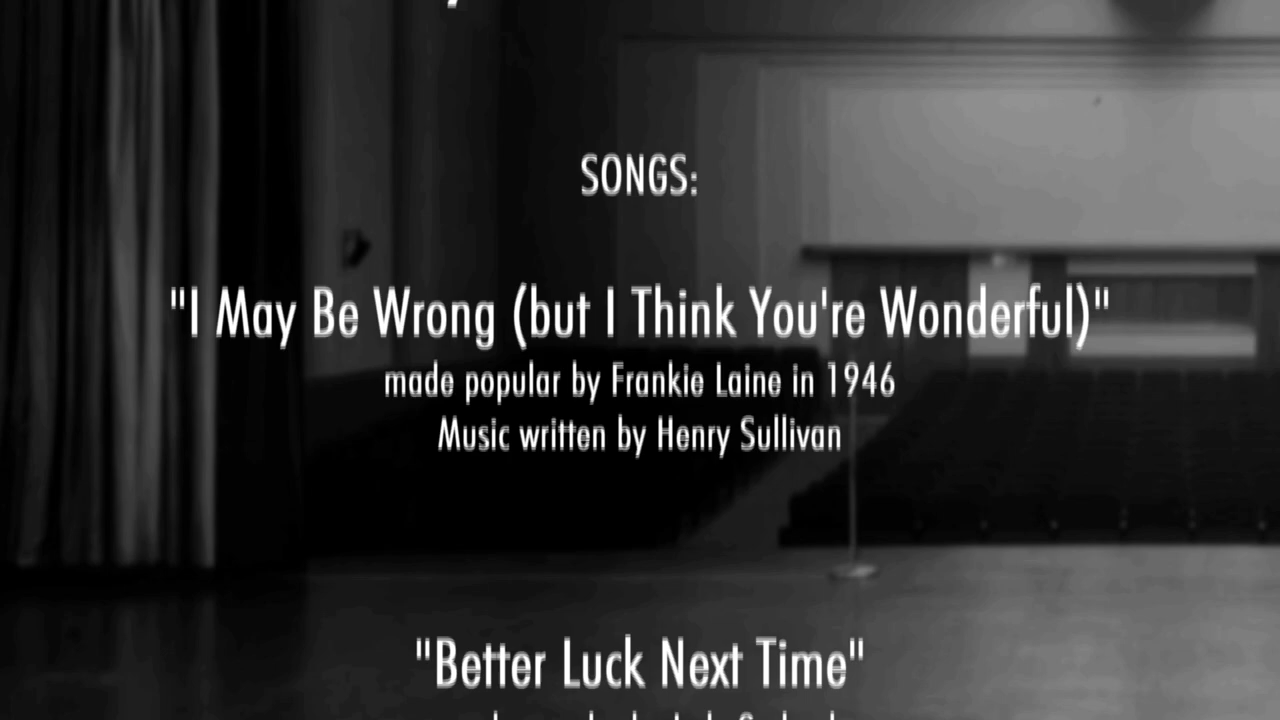 SONGS:
"I May Be Wrong (but I Think You're Wonderful)"
made popular by Frankie Laine in 1946
Music written by Henry Sullivan
"Better Luck Next Time"